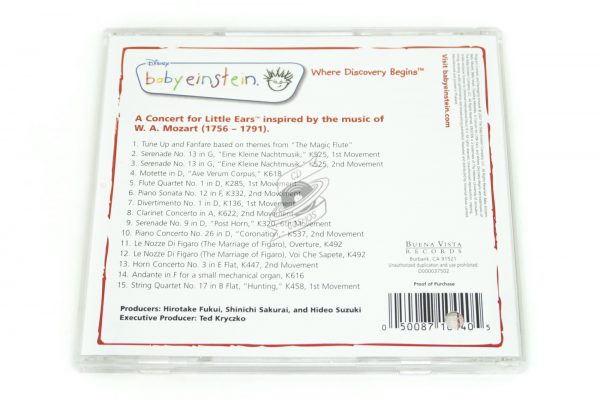 Disney
baby einstein.
Where Discovery Begins™
A Concert for Little Ears™ inspired by the music of
W. A. Mozart (1756 – 1791).
1. Tune Up and Fanfare based on themes from "The Magic Flute"
2. Serenade No. 13 in G, "Eine Kleine Nachtmusik," K525, 1st Movement
3. Serenade No. 13 in G, "Eine Kleine Nachtmusik," K525, 2nd Movement
4. Motette in D, "Ave Verum Corpus," K618
5. Flute Quartet No. 1 in D, K285, 1st Movement
6. Piano Sonata No. 12 in F, K332, 2nd Movement
7. Divertimento No. 1 in D, K136, 1st Movement
8. Clarinet Concerto in A, K622, 2nd Movement
9. Serenade No. 9 in D, "Post Horn," K320, 6th Movement
10. Piano Concerto No. 26 in D, "Coronation," K537, 2nd Movement
11. Le Nozze Di Figaro (The Marriage of Figaro), Overture, K492
12. Le Nozze Di Figaro (The Marriage of Figaro), Voi Che Sapete, K492
13. Horn Concerto No. 3 in E Flat, K447, 2nd Movement
14. Andante in F for a small mechanical organ, K616
15. String Quartet No. 17 in B Flat, "Hunting," K458, 1st Movement
Producers: Hirotake Fukui, Shinichi Sakurai, and Hideo Suzuki
Executive Producer: Ted Kryczko
Visit babyeinstein.com
BUENA VISTA
RECORDS
Burbank, CA 91521
Unauthorized duplication and use prohibited.
D000037502
Proof of Purchase